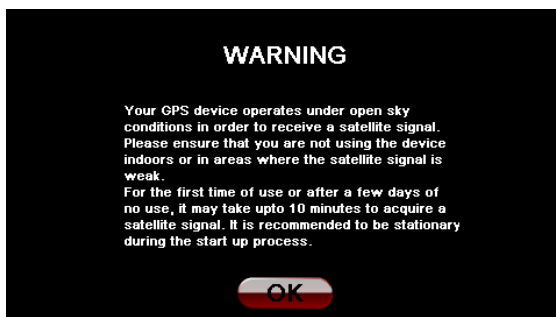 WARNING
Your GPS device operates under open sky
conditions in order to receive a satellite signal.
Please ensure that you are not using the device
indoors or in areas where the satellite signal is
weak.
For the first time of use or after a few days of
no use, it may take upto 10 minutes to acquire a
satellite signal. It is recommended to be stationary
during the start up process.
OK